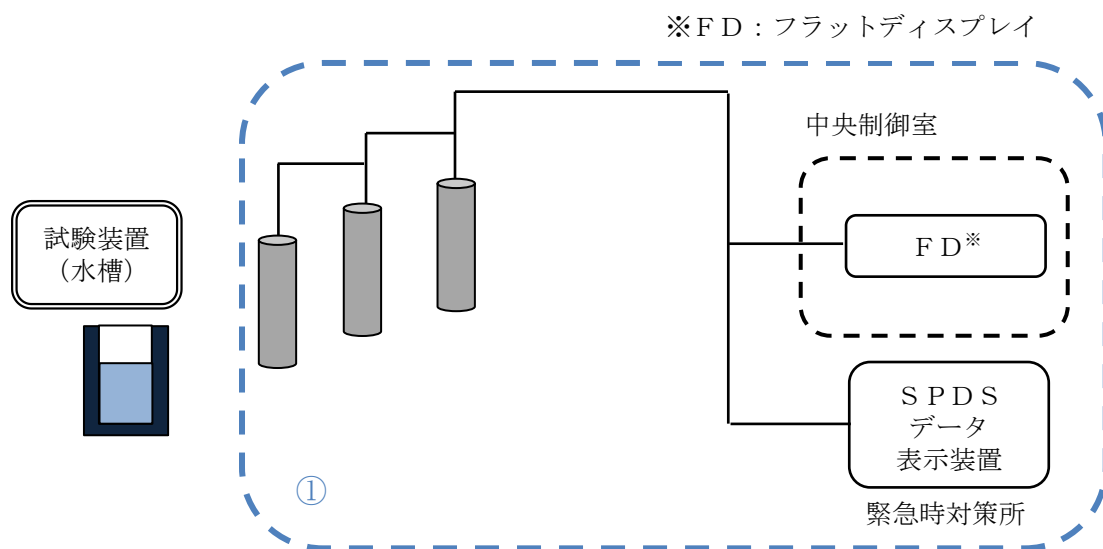 ※ＦＤ：フラットディスプレイ
中央制御室
試験装置
（水槽）
ＦＤ※
ＳＰＤＳ
データ
表示装置
①
緊急時対策所